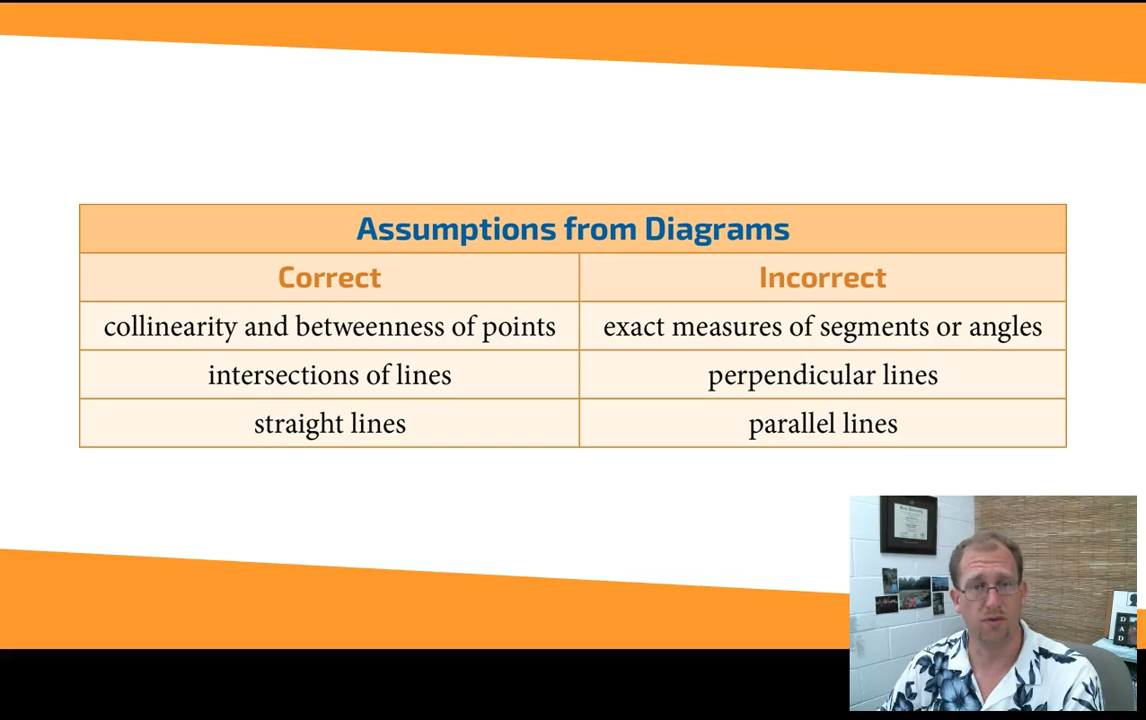 Assumptions from Diagrams
Correct Incorrect
collinearity and betweenness of points exact measures of segments or angles
intersections of lines perpendicular lines
straight lines parallel lines
DAD